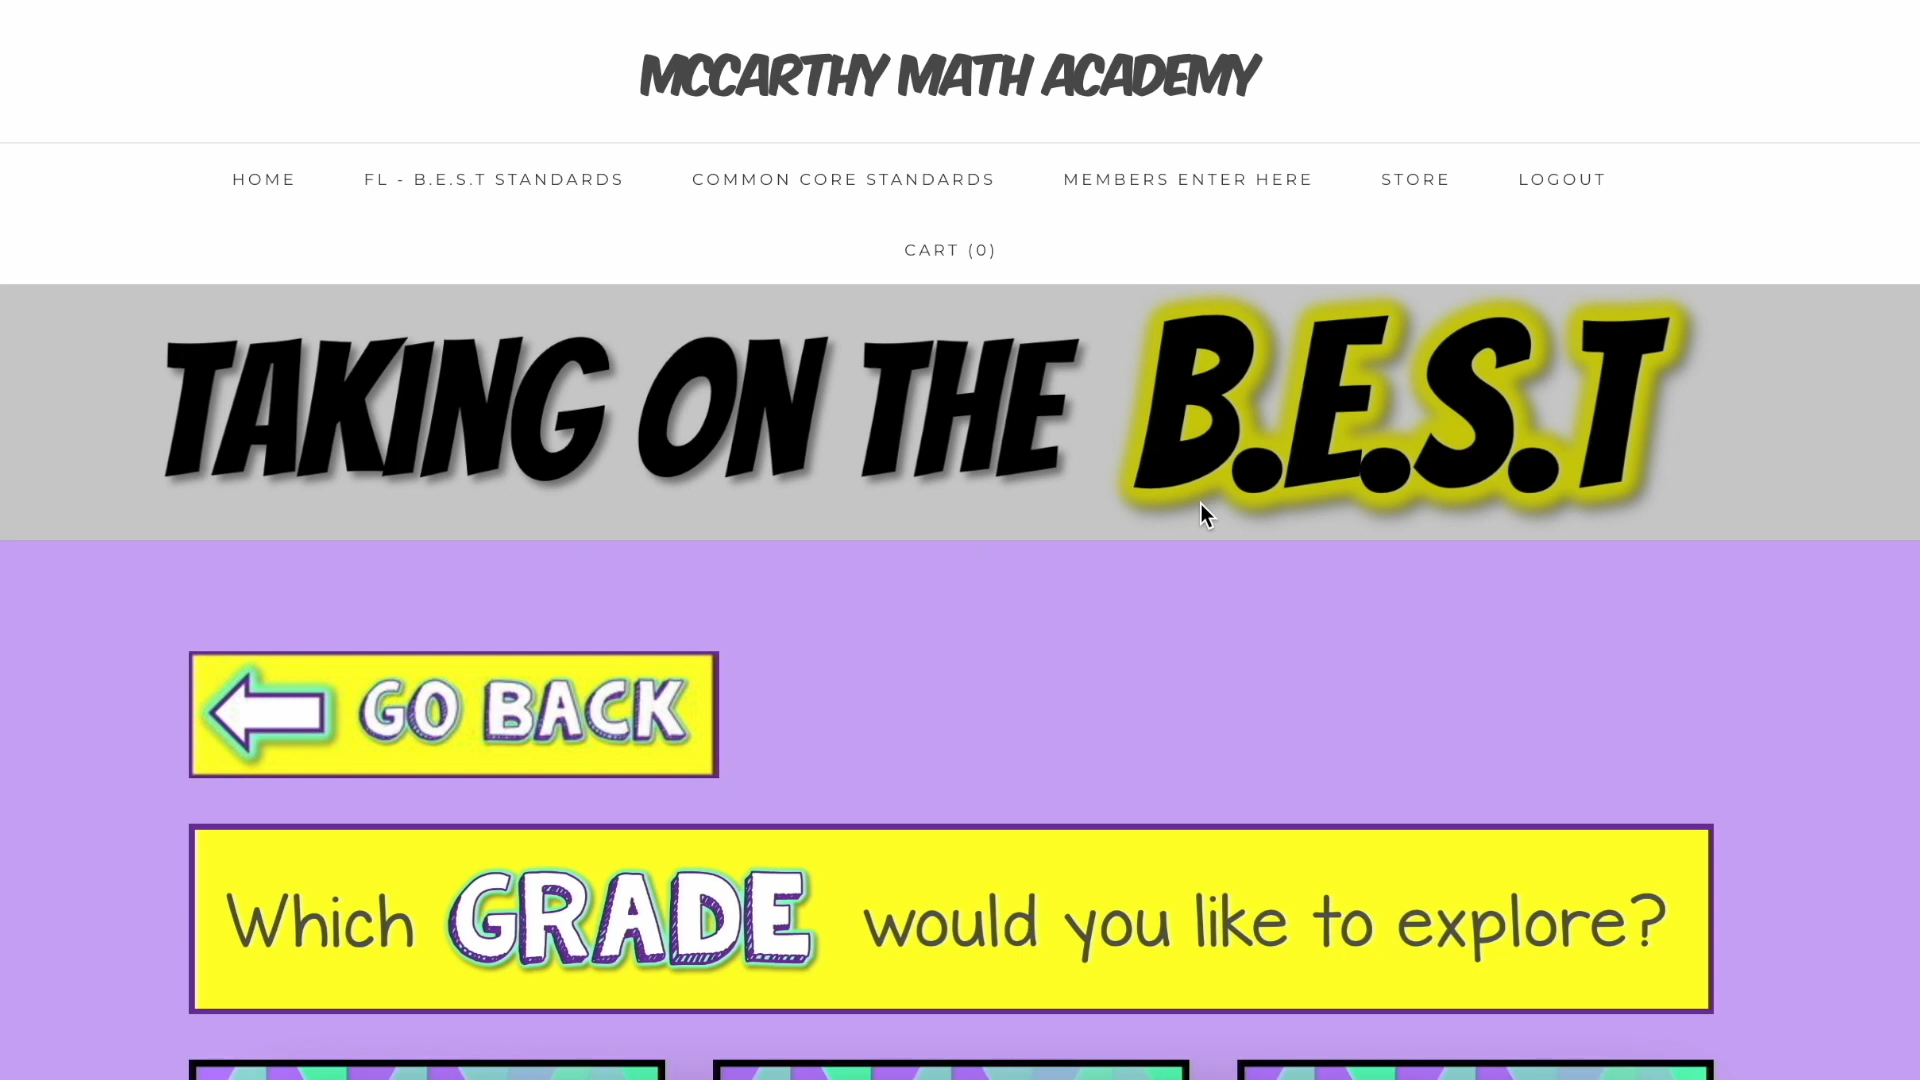 MCCARTHY MATH ACADEMY
HOME FL - B.E.S.T STANDARDS COMMON CORE STANDARDS MEMBERS ENTER HERE STORE LOGOUT
CART (0)
TAKING ON THE B.E.S.T
GO BACK
Which GRADE would you like to explore?